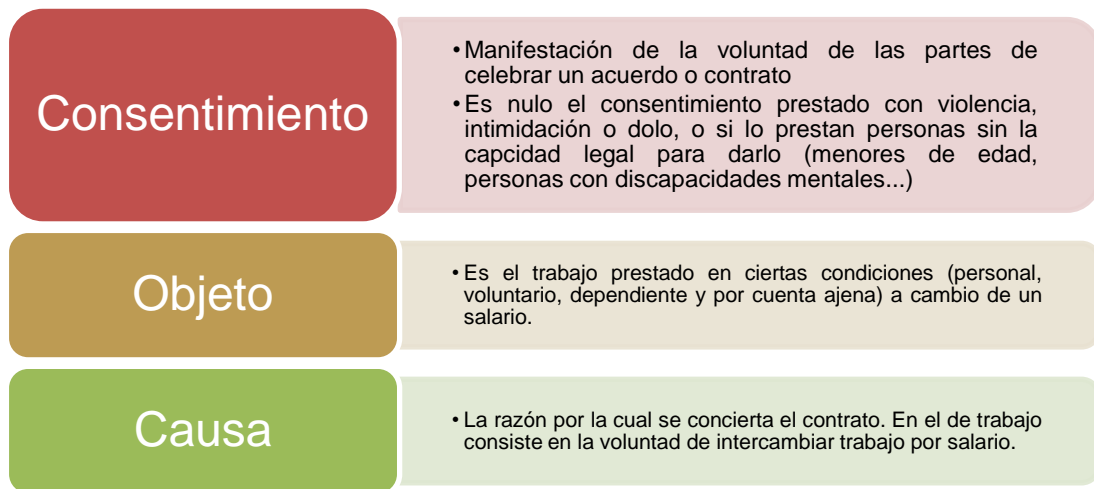 Consentimiento
• Manifestación de la voluntad de las partes de
celebrar un acuerdo o contrato
• Es nulo el consentimiento prestado con violencia,
intimidación o dolo, o si lo prestan personas sin la
capcidad legal para darlo (menores de edad,
personas con discapacidades mentales...)
Objeto
• Es el trabajo prestado en ciertas condiciones (personal,
voluntario, dependiente y por cuenta ajena) a cambio de un
salario.
Causa
• La razón por la cual se concierta el contrato. En el de trabajo
consiste en la voluntad de intercambiar trabajo por salario.